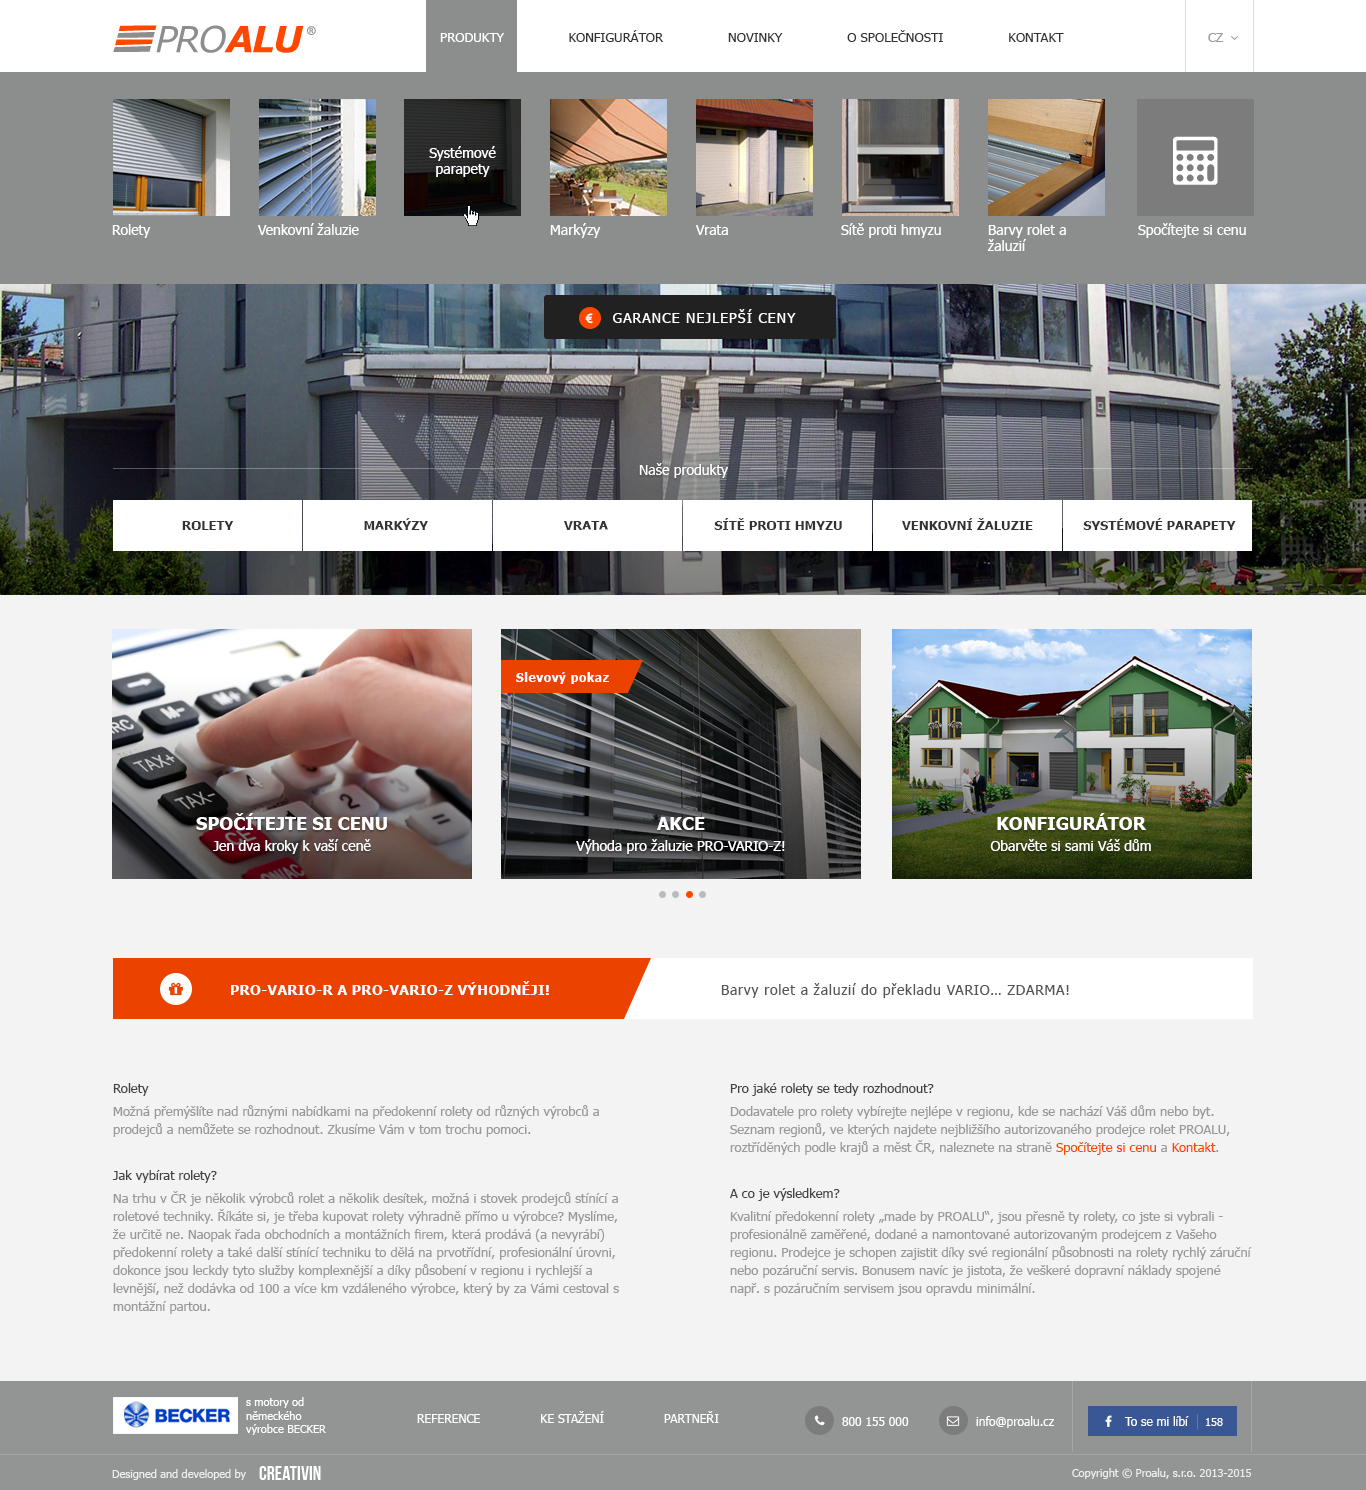 PROALU®
PRODUKTY
KONFIGURÁTOR
NOVINKY
O SPOLEČNOSTI
KONTAKT
CZ
Systémové
parapety
Rolety
Venkovní žaluzie
Markýzy
Vrata
Sítě proti hmyzu
Barvy rolet a
žaluzií
Spočítejte si cenu
€ GARANCE NEJLEPŠÍ CENY
Naše produkty
ROLETY
MARKÝZY
VRATA
SÍTĚ PROTI HMYZU
VENKOVNÍ ŽALUZIE
SYSTÉMOVÉ PARAPETY
M-
M+
TAX+
TAX-
SPOČÍTEJTE SI CENU
Jen dva kroky k vaší ceně
Slevový pokaz
AKCE
Výhoda pro žaluzie PRO-VARIO-Z!
KONFIGURÁTOR
Obarvěte si sami Váš dům
PRO-VARIO-R A PRO-VARIO-Z VÝHODNĚJI!
Barvy rolet a žaluzií do překladu VARIO... ZDARMA!
Rolety
Možná přemýšlíte nad různými nabídkami na předokenní rolety od různých výrobců a
prodejců a nemůžete se rozhodnout. Zkusíme Vám v tom trochu pomoci.
Jak vybírat rolety?
Na trhu v ČR je několik výrobců rolet a několik desítek, možná i stovek prodejců stínící a
roletové techniky. Říkáte si, je třeba kupovat rolety výhradně přímo u výrobce? Myslíme,
že určitě ne. Naopak řada obchodních a montážních firem, která prodává (a nevyrábí)
předokenní rolety a také další stínící techniku to dělá na prvotřídní, profesionální úrovni,
dokonce jsou leckdy tyto služby komplexnější a díky působení v regionu i rychlejší a
levnější, než dodávka od 100 a více km vzdáleného výrobce, který by za Vámi cestoval s
montážní partou.
Pro jaké rolety se tedy rozhodnout?
Dodavatele pro rolety vybírejte nejlépe v regionu, kde se nachází Váš dům nebo byt.
Seznam regionů, ve kterých najdete nejbližšího autorizovaného prodejce rolet PROALU,
roztříděných podle krajů a měst ČR, naleznete na straně Spočítejte si cenu a Kontakt.
A co je výsledkem?
Kvalitní předokenní rolety „made by PROALU“, jsou přesně ty rolety, co jste si vybrali -
profesionálně zaměřené, dodané a namontované autorizovaným prodejcem z Vašeho
regionu. Prodejce je schopen zajistit díky své regionální působnosti na rolety rychlý záruční
nebo pozáruční servis. Bonusem navíc je jistota, že veškeré dopravní náklady spojené
např. s pozáručním servisem jsou opravdu minimální.
BECKER
s motory od
německého
výrobce BECKER
REFERENCE
KE STAŽENÍ
PARTNEŘI
800 155 000
info@proalu.cz
f To se mi líbí 158
Designed and developed by CREATIVIN
Copyright © Proalu, s.r.o. 2013-2015